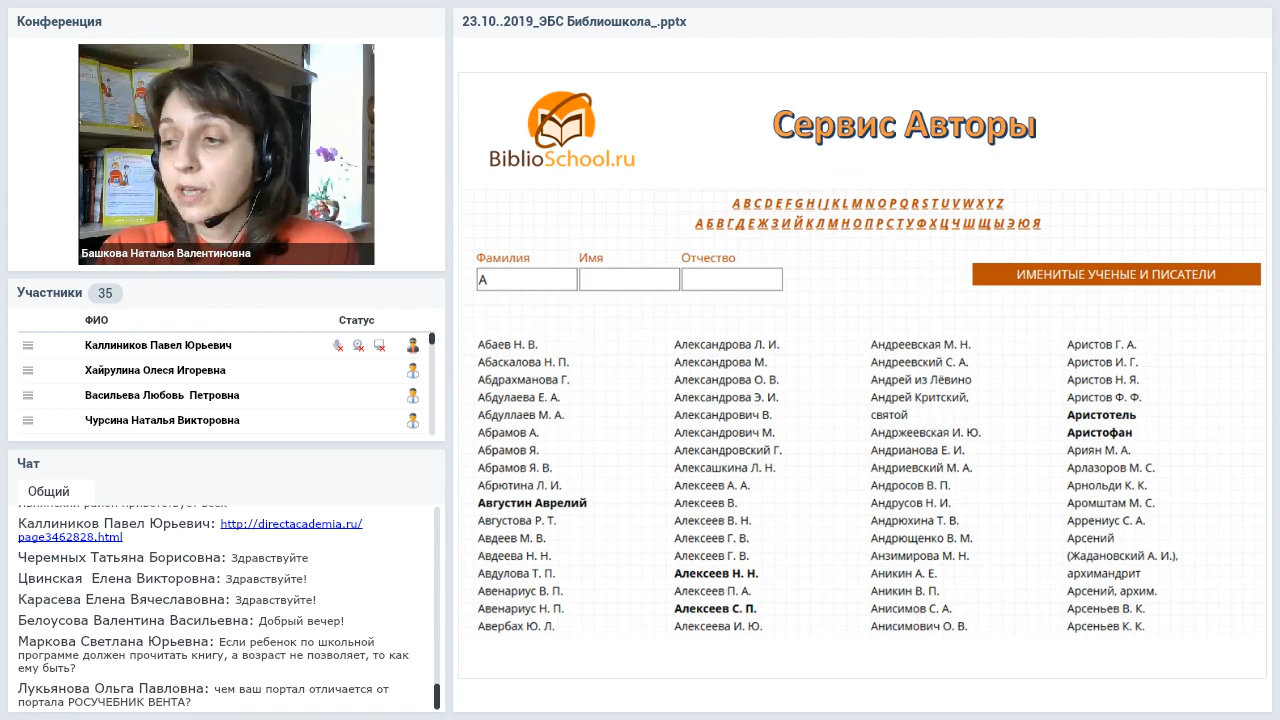 Конференция
Башкова Наталья Валентиновна
Участники 35
ФИО Статус
Каллиников Павел Юрьевич
Хайрулина Олеся Игоревна
Васильева Любовь Петровна
Чурсина Наталья Викторовна
Чат
Общий
Каллиников Павел Юрьевич: http://directacademia.ru/
page3462828.html
Черемных Татьяна Борисовна: Здравствуйте
Цвинская Елена Викторовна: Здравствуйте!
Карасева Елена Вячеславовна: Здравствуйте!
Белоусова Валентина Васильевна: Добрый вечер!
Маркова Светлана Юрьевна: Если ребенок по школьной
программе должен прочитать книгу, а возраст не позволяет, то как
ему быть?
Лукьянова Ольга Павловна: чем ваш портал отличается от
портала РОСУЧЕБНИК ВЕНТА?
23.10..2019_ЭБС Библиошкола_.pptx
BiblioSchool.ru
Сервис Авторы
A B C D E F G H I J K L M N O P Q R S T U V W X Y Z
А Б В Г Д Е Ж З И Й К Л М Н О П Р С Т У Ф Х Ц Ч Ш Щ Ы Э Ю Я
Фамилия Имя Отчество
А
ИМЕНИТЫЕ УЧЕНЫЕ И ПИСАТЕЛИ
Абаев Н. В.
Абаскалова Н. П.
Абдрахманова Г.
Абдулаева Е. А.
Абдуллаев М. А.
Абрамов А.
Абрамов Я.
Абрамов Я. В.
Абрютина Л. И.
Августин Аврелий
Августова Р. Т.
Авдеев М. В.
Авдеева Н. Н.
Авдулова Т. П.
Авенариус В. П.
Авенариус Н. П.
Авербах Ю. Л.
Александрова Л. И.
Александрова М.
Александрова О. В.
Александрова Э. И.
Александрович В.
Александрович М.
Александровский Г.
Алексашкина Л. Н.
Алексеев А. А.
Алексеев В.
Алексеев В. Н.
Алексеев Г. В.
Алексеев Г. В.
Алексеев Н. Н.
Алексеев П. А.
Алексеев С. П.
Алексеева И. Ю.
Андреевская М. Н.
Андреевский С. А.
Андрей из Лёвино
Андрей Критский,
святой
Андржеевская И. Ю.
Андрианова Е. И.
Андриевский М. А.
Андросов В. П.
Андрусов Н. И.
Андрюхина Т. В.
Андрющенко В. М.
Анзимирова М. Н.
Аникин А. Е.
Аникин В. П.
Анисимов С. А.
Анисимович О. В.
Аристов Г. А.
Аристов И. Г.
Аристов Н. Я.
Аристов Ф. Ф.
Аристотель
Аристофан
Ариян М. А.
Арлазоров М. С.
Арнольди К. К.
Аромштам М. С.
Аррениус С. А.
Арсений
(Жадановский А. И.),
архимандрит
Арсений, архим.
Арсеньев В. К.
Арсеньев К. К.